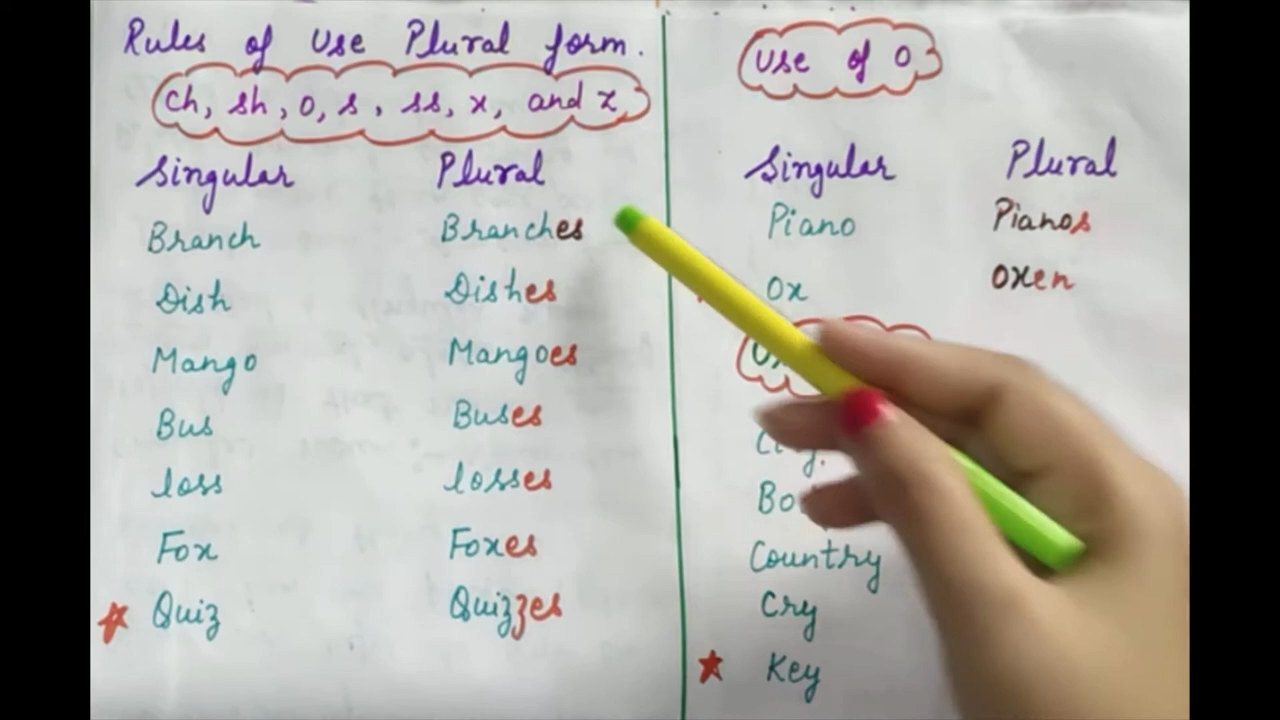 Rules of Use Plural form.
ch, sh, o, s, ss, x, and z
Singular Plural
Branch Branches
Dish Dishes
Mango Mangoes
Bus Buses
loss losses
Fox Foxes
Quiz Quizzes
Use of O
Singular Plural
Piano Pianos
Ox Oxen
Country
Cry
Key